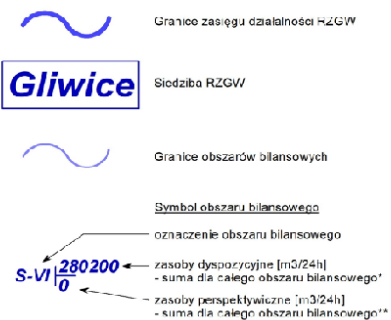 Granice zasięgu działalności RZGW
Gliwice
Siedziba RZGW
Granice obszarów bilansowych
Symbol obszaru bilansowego
oznaczenie obszaru bilansowego
S-VI 280200
0
zasoby dyspozycyjne [m3/24h]
- suma dla całego obszaru bilansowego*
zasoby perspektywiczne [m3/24h]
- suma dla całego obszaru bilansowego**